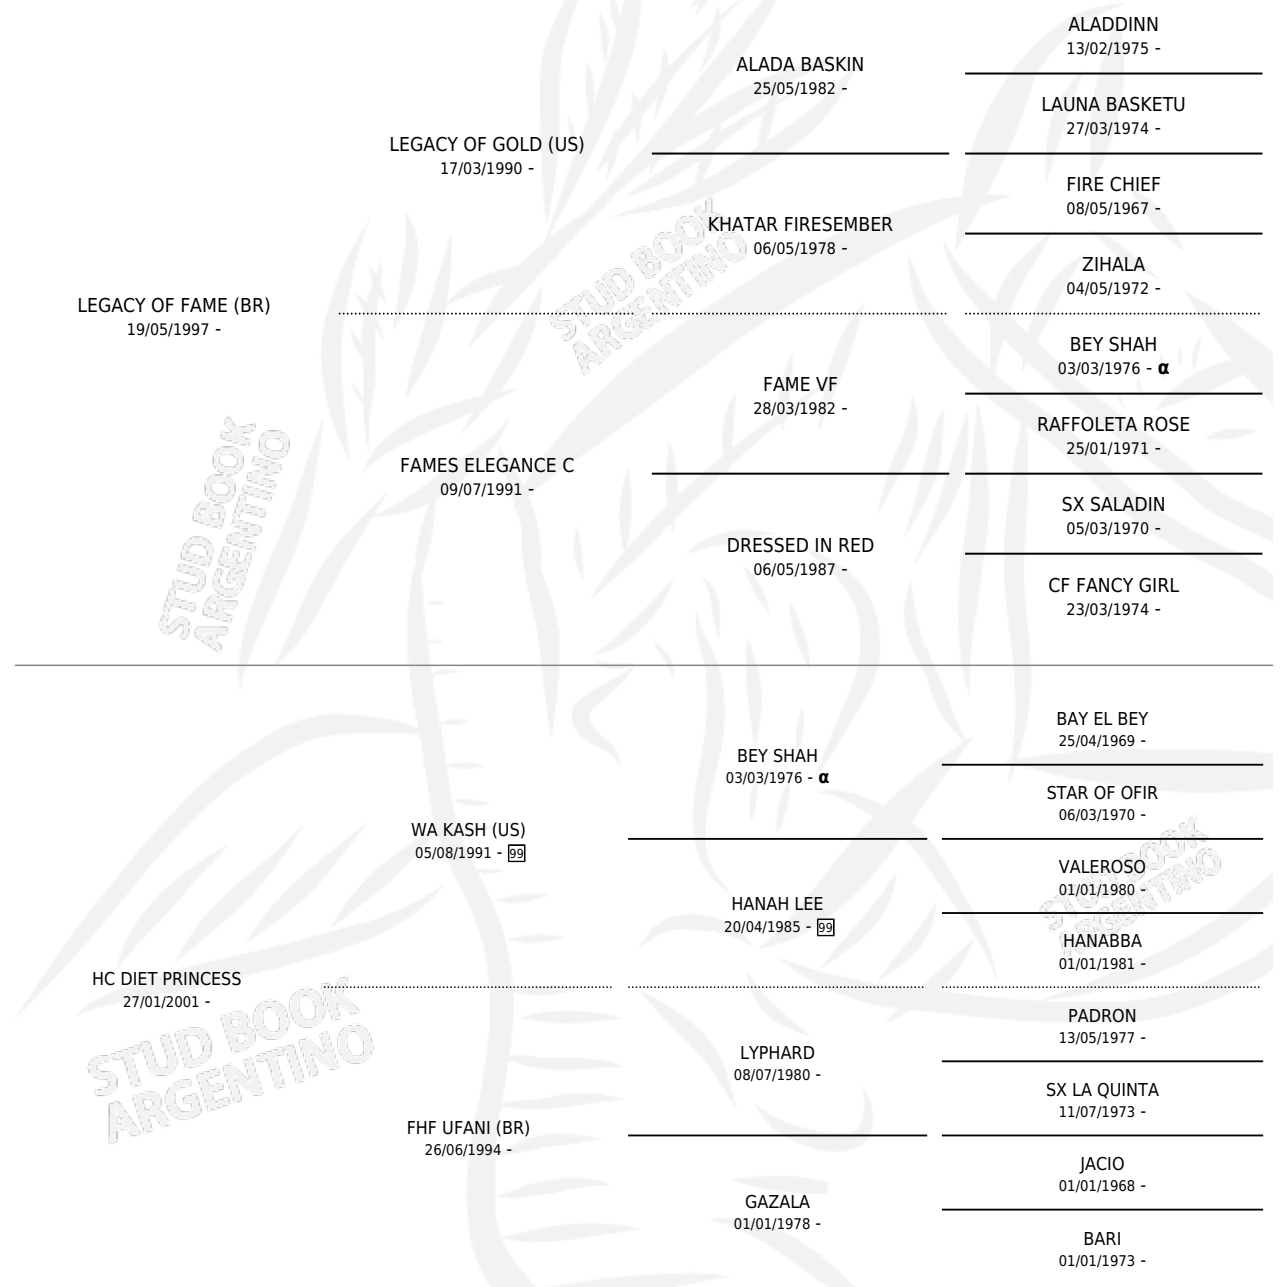 ALADDINN
13/02/1975 -
ALADA BASKIN
25/05/1982 -
LAUNA BASKETU
27/03/1974 -
LEGACY OF GOLD (US)
17/03/1990 -
FIRE CHIEF
08/05/1967 -
KHATAR FIRESEMBER
06/05/1978 -
ZIHALA
04/05/1972 -
LEGACY OF FAME (BR)
19/05/1997 -
BEY SHAH
03/03/1976 - α
FAME VF
28/03/1982 -
RAFFOLETA ROSE
25/01/1971 -
FAMES ELEGANCE C
09/07/1991 -
SX SALADIN
05/03/1970 -
DRESSED IN RED
06/05/1987 -
CF FANCY GIRL
23/03/1974 -
BAY EL BEY
25/04/1969 -
BEY SHAH
03/03/1976 - α
STAR OF OFIR
06/03/1970 -
WA KASH (US)
05/08/1991 - 99
VALEROSO
01/01/1980 -
HANAH LEE
20/04/1985 - 99
HANABBA
01/01/1981 -
HC DIET PRINCESS
27/01/2001 -
PADRON
13/05/1977 -
LYPHARD
08/07/1980 -
SX LA QUINTA
11/07/1973 -
FHF UFANI (BR)
26/06/1994 -
JACIO
01/01/1968 -
GAZALA
01/01/1978 -
BARI
01/01/1973 -
STUD BOOK
ARGENTINO
STUD BOOK
ARGENTINO
STUD BOOK
ARGENTINO
STUD BOOK
ARGENTINO